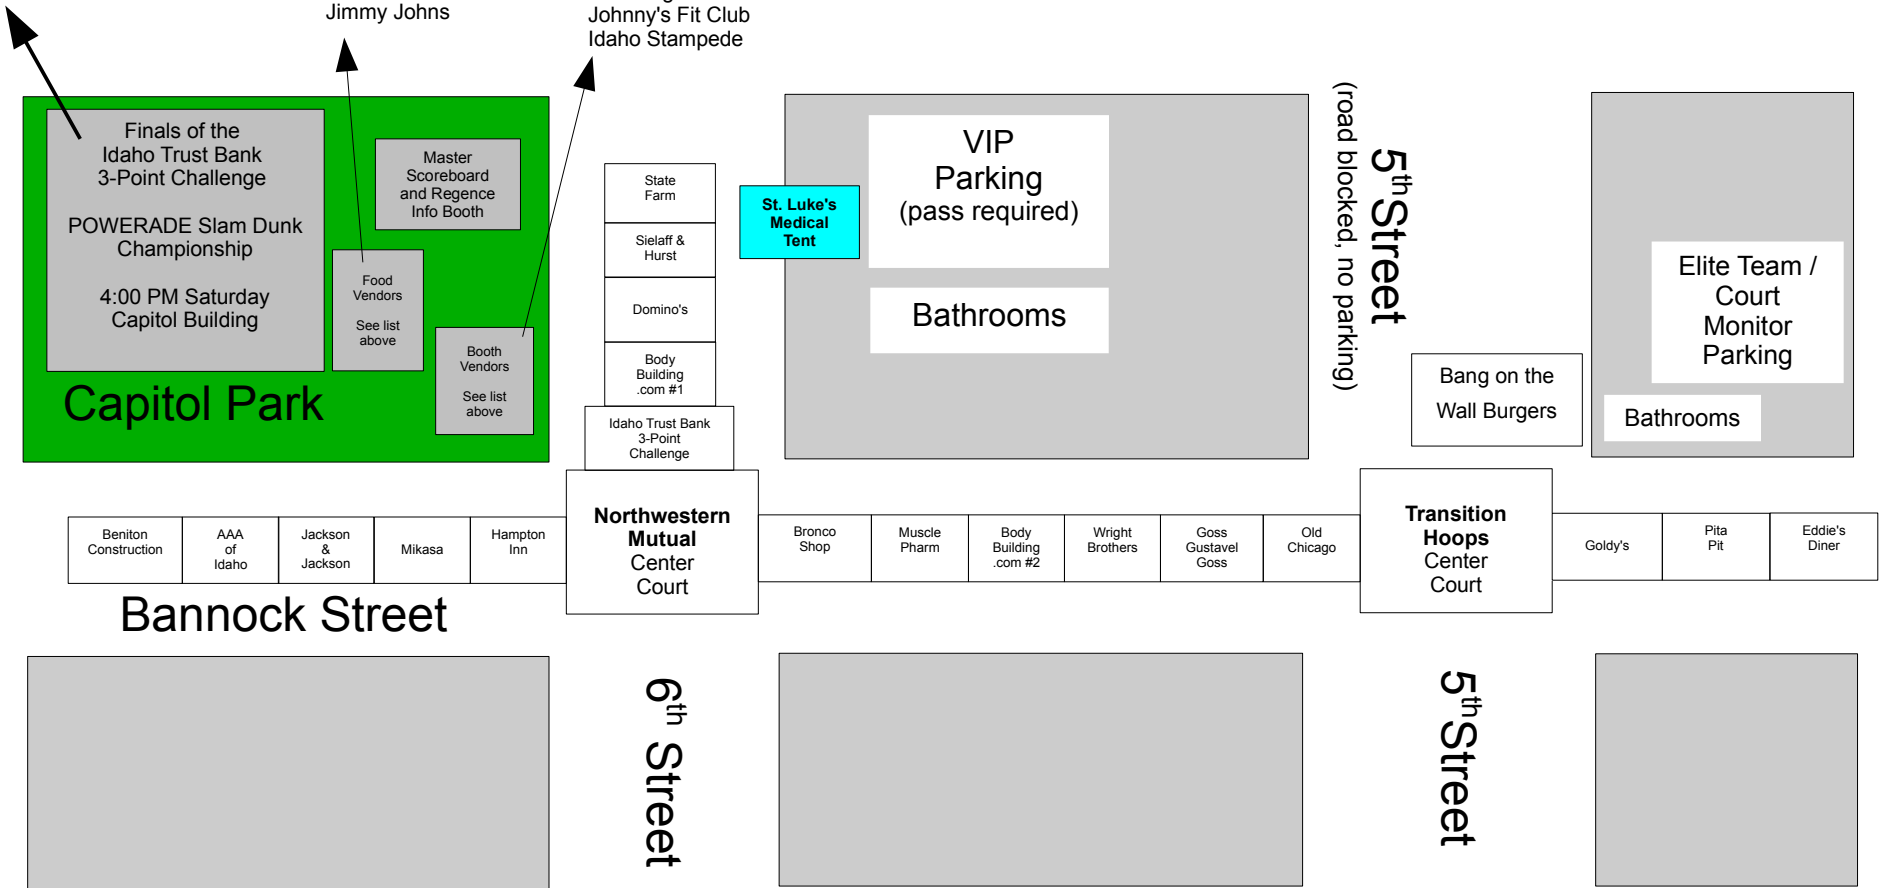 Jimmy Johns
Johnny's Fit Club
Idaho Stampede
Finals of the
Idaho Trust Bank
3-Point Challenge
POWERADE Slam Dunk
Championship
4:00 PM Saturday
Capitol Building
Master
Scoreboard
and Regence
Info Booth
Food
Vendors
See list
above
Booth
Vendors
See list
above
Capitol Park
State
Farm
Sielaff &
Hurst
Domino's
Body
Building
.com #1
Idaho Trust Bank
3-Point
Challenge
St. Luke's
Medical
Tent
VIP
Parking
(pass required)
Bathrooms
5th Street
(road blocked, no parking)
Elite Team /
Court
Monitor
Parking
Bathrooms
Bang on the
Wall Burgers
Beniton
Construction
AAA
of
Idaho
Jackson
&
Jackson
Mikasa
Hampton
Inn
Northwestern
Mutual
Center
Court
Bronco
Shop
Muscle
Pharm
Body
Building
.com #2
Wright
Brothers
Goss
Gustavel
Goss
Old
Chicago
Transition
Hoops
Center
Court
Goldy's
Pita
Pit
Eddie's
Diner
Bannock Street
6th Street
5th Street